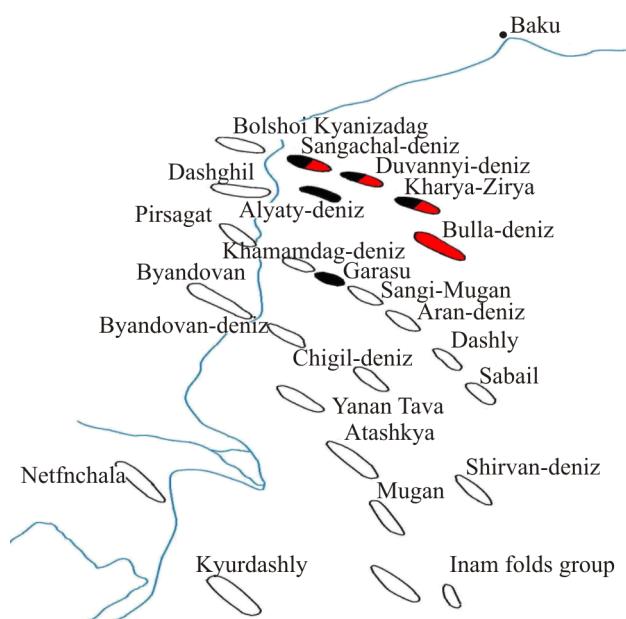 Baku
Bolshoi Kyanizadag
Sangachal-deniz
Duvannyi-deniz
Dashghil
Kharya-Zirya
Alyaty-deniz
Pirsagat
Bulla-deniz
Khamamdag-deniz
Garasu
Byandovan
Sangi-Mugan
Aran-deniz
Byandovan-deniz
Dashly
Chigil-deniz
Sabail
Yanan Tava
Atashkya
Shirvan-deniz
Netfnchala
Mugan
Kyurdashly
Inam folds group